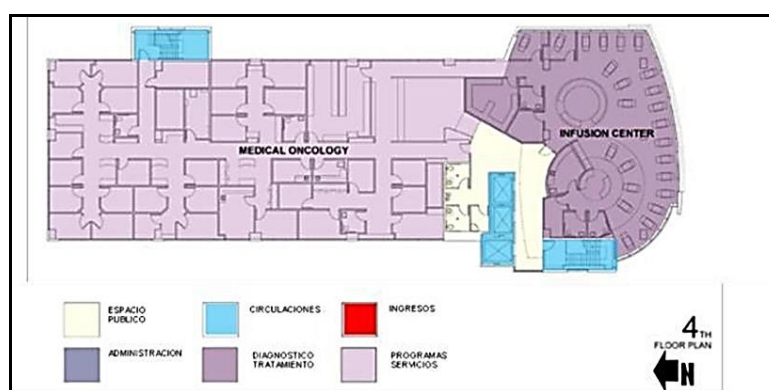 MEDICAL ONCOLOGY
INFUSION CENTER
ESPACIO
PUBLICO
CIRCULACIONES
INGRESOS
ADMINISTRACION
DIAGNOSTICO
TRATAMIENTO
PROGRAMAS
SERVICIOS
4TH
FLOOR PLAN
N